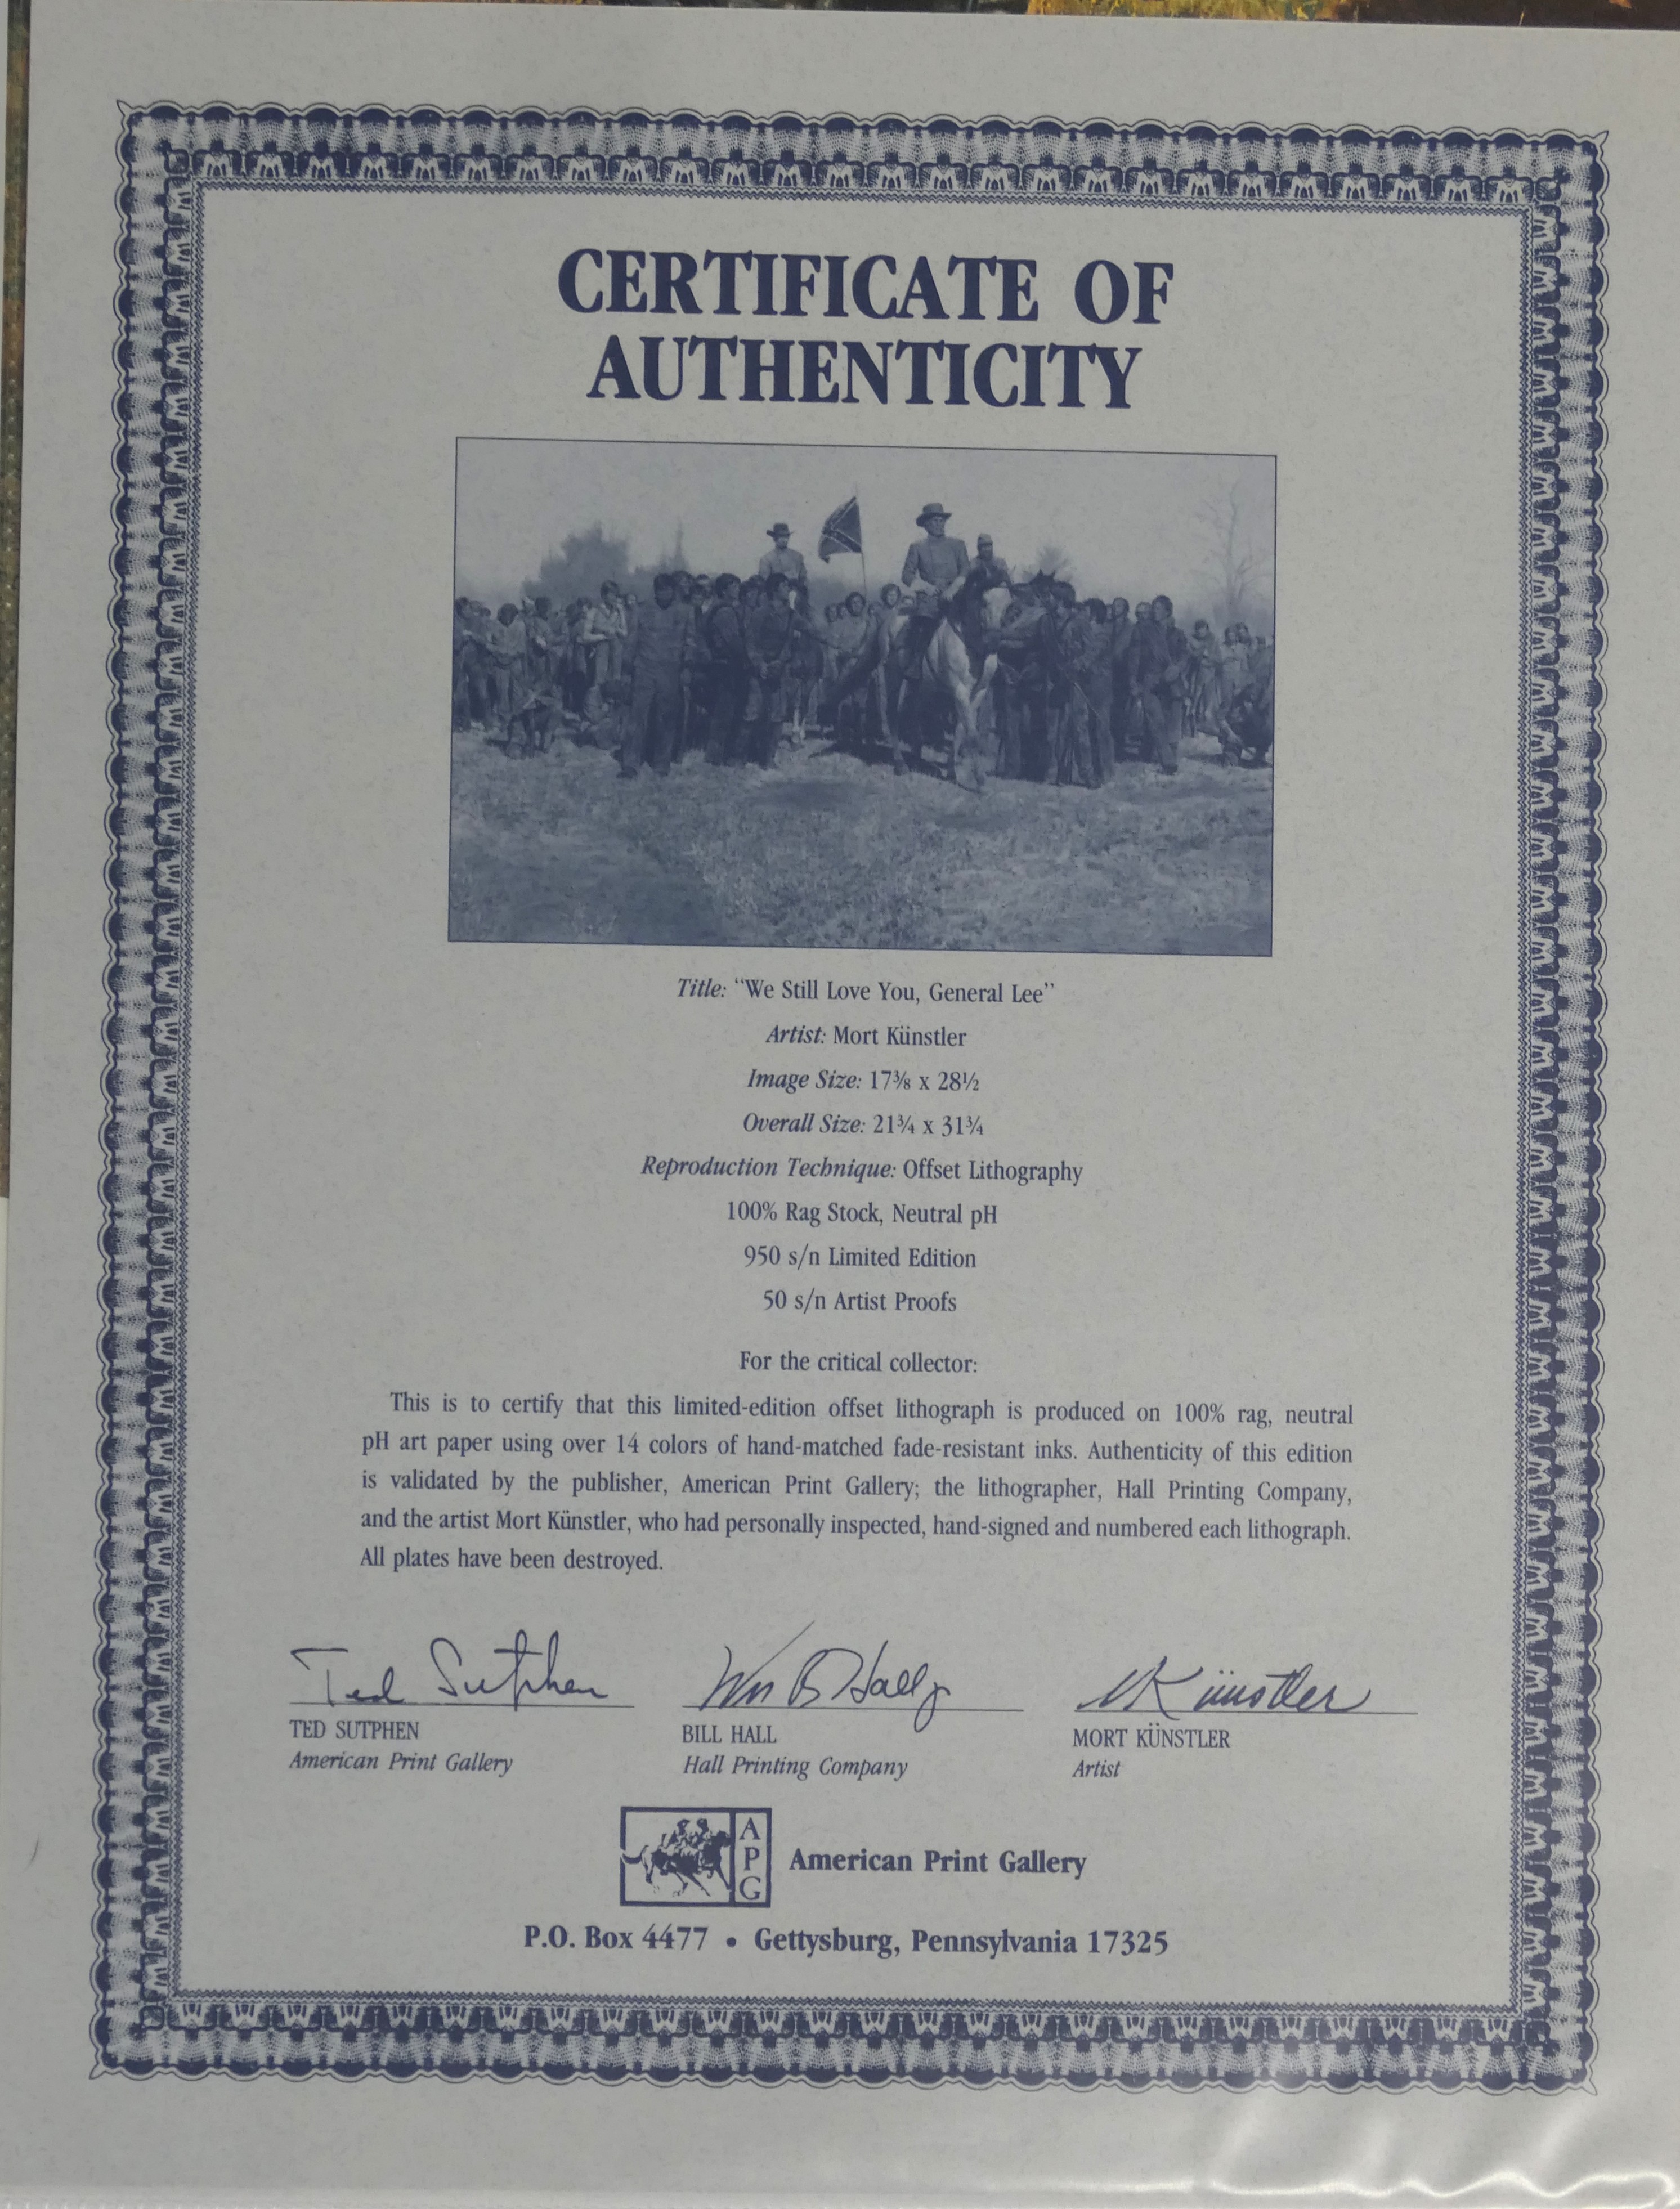 CERTIFICATE OF
AUTHENTICITY
Title: “We Still Love You, General Lee”
Artist: Mort Künstler
Image Size: 17⅜ x 28½
Overall Size: 21¾ x 31¾
Reproduction Technique: Offset Lithography
100% Rag Stock, Neutral pH
950 s/n Limited Edition
50 s/n Artist Proofs
For the critical collector:
This is to certify that this limited-edition offset lithograph is produced on 100% rag, neutral
pH art paper using over 14 colors of hand-matched fade-resistant inks. Authenticity of this edition
is validated by the publisher, American Print Gallery; the lithographer, Hall Printing Company,
and the artist Mort Künstler, who had personally inspected, hand-signed and numbered each lithograph.
All plates have been destroyed.
Ted Sutphen
Wm B Hall Jr
M Künstler
TED SUTPHEN
American Print Gallery
BILL HALL
Hall Printing Company
MORT KÜNSTLER
Artist
A
P
G
American Print Gallery
P.O. Box 4477 • Gettysburg, Pennsylvania 17325